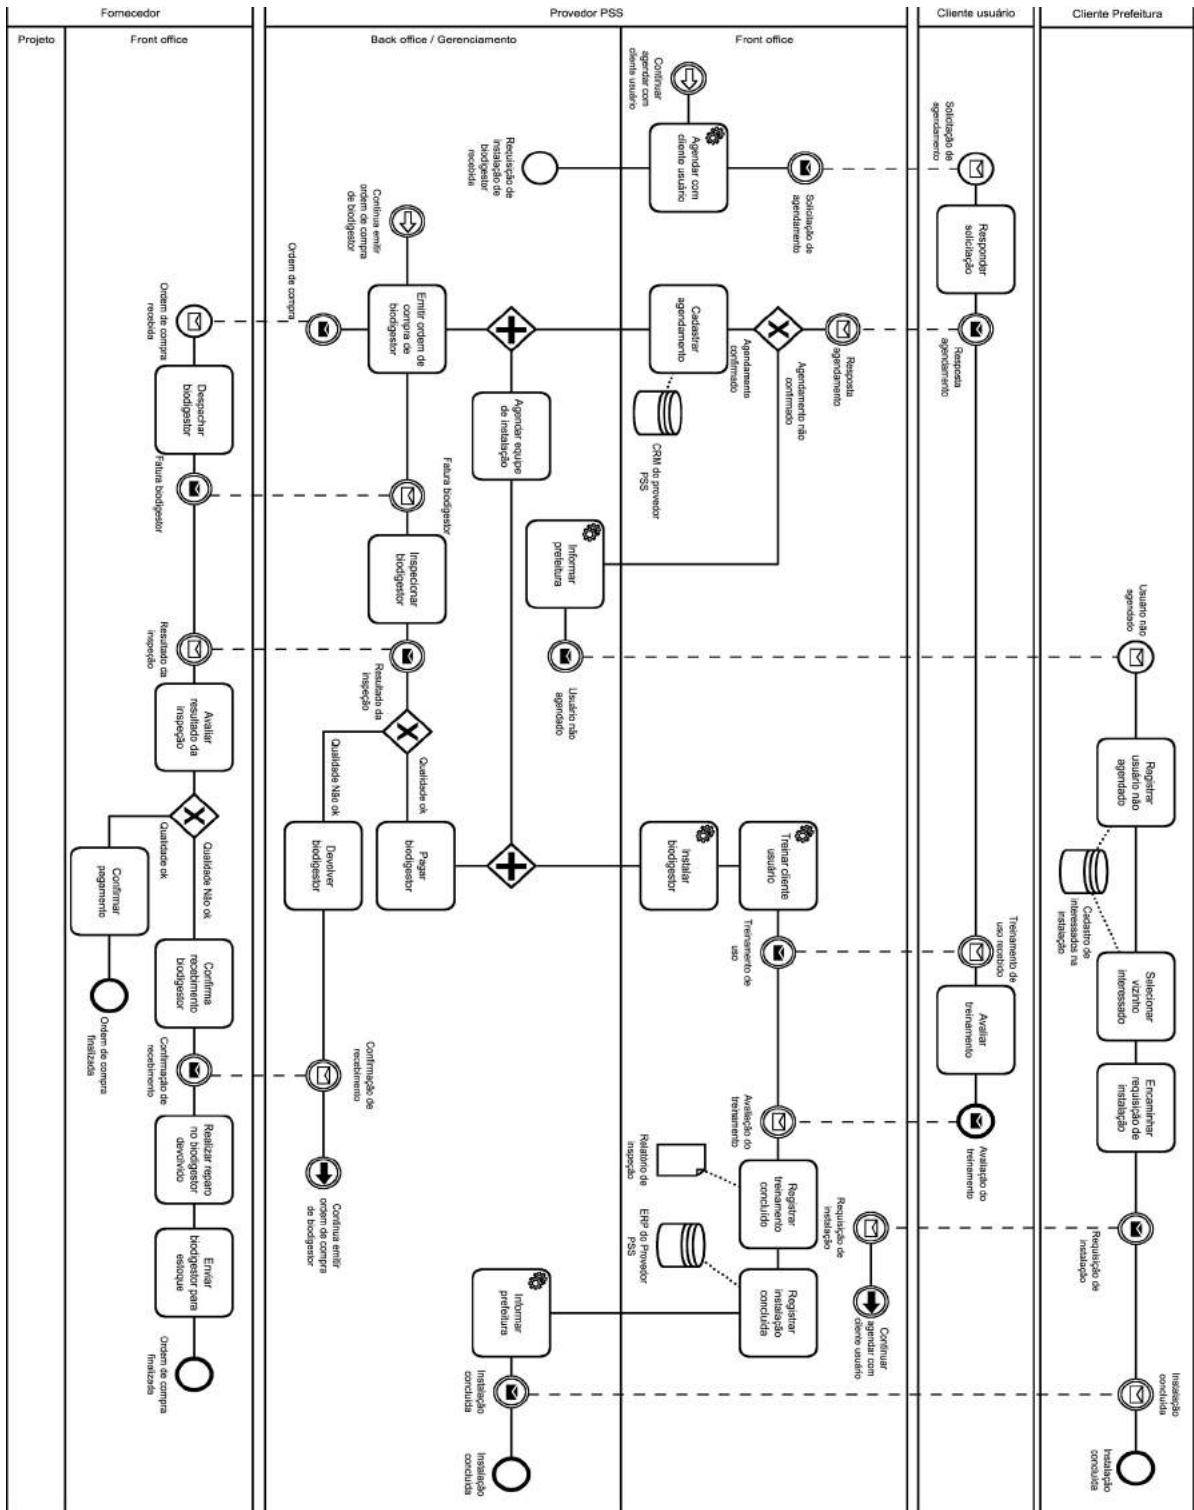 Fornecedor
Provedor PSS
Cliente usuário
Cliente Prefeitura
Projeto
Front office
Back office / Gerenciamento
Front office
Continuar
agendar com
cliente usuário
Agendar com
cliente usuário
Requisição de
instalação de
biodigestor
recebida
Solicitação de
agendamento
Solicitação de
agendamento
Responder
solicitação
Continua emitir
ordem de compra
de biodigestor
Emitir ordem de
compra de
biodigestor
Ordem de compra
Ordem de compra
recebida
Cadastrar
agendamento
Agendamento
confirmado
Agendamento não
confirmado
Resposta
agendamento
Resposta
agendamento
CRM do provedor
PSS
Agendar equipe
de instalação
Despachar
biodigestor
Fatura biodigestor
Fatura biodigestor
Inspecionar
biodigestor
Informar
prefeitura
Usuário não
agendado
Usuário não
agendado
Resultado da
inspeção
Resultado da
inspeção
Avaliar
resultado da
inspeção
Qualidade ok
Qualidade Não ok
Qualidade ok
Qualidade Não ok
Registrar
usuário não
agendado
Cadastro de
interessados na
instalação
Selecionar
vizinho
interessado
Encaminhar
requisição de
instalação
Confirmar
pagamento
Ordem de compra
finalizada
Devolver
biodigestor
Pagar
biodigestor
Instalar
biodigestor
Treinar cliente
usuário
Treinamento de
uso
Treinamento de
uso recebido
Avaliar
treinamento
Avaliação do
treinamento
Avaliação do
treinamento
Confirma
recebimento
biodigestor
Confirmação de
recebimento
Confirmação de
recebimento
Continua emitir
ordem de compra
de biodigestor
Realizar reparo
no biodigestor
devolvido
Enviar
biodigestor para
estoque
Ordem de compra
finalizada
Relatório de
inspeção
Registrar
treinamento
concluído
ERP do Provedor
PSS
Registrar
instalação
concluída
Requisição de
instalação
Requisição de
instalação
Continuar
agendar com
cliente usuário
Informar
prefeitura
Instalação
concluída
Instalação
concluída
Instalação
concluída
Instalação
concluída